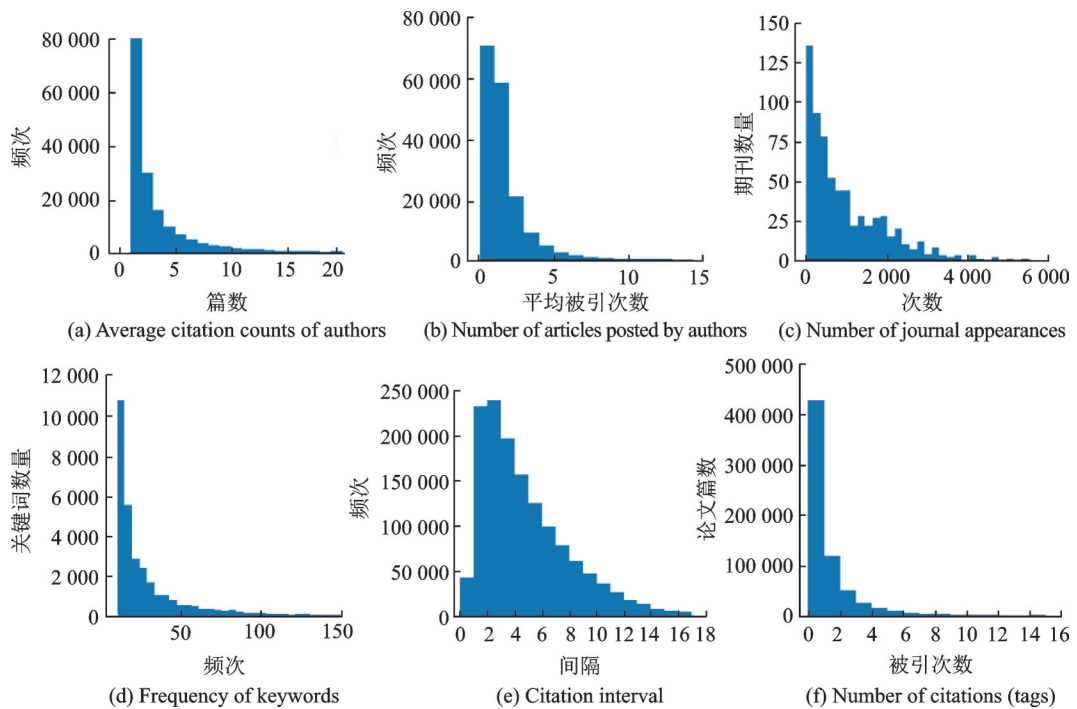 80 000
60 000
40 000
20 000
0
频次
0 5 10 15 20
篇数
(a) Average citation counts of authors
80 000
60 000
40 000
20 000
0
频次
0 5 10 15
平均被引次数
(b) Number of articles posted by authors
150
125
100
75
50
25
0
期刊数量
0 2 000 4 000 6 000
次数
(c) Number of journal appearances
12 000
10 000
8 000
6 000
4 000
2 000
0
关键词数量
50 100 150
频次
(d) Frequency of keywords
250 000
200 000
150 000
100 000
50 000
0
频次
0 2 4 6 8 10 12 14 16 18
间隔
(e) Citation interval
500 000
400 000
300 000
200 000
100 000
0
论文篇数
0 2 4 6 8 10 12 14 16
被引次数
(f) Number of citations (tags)